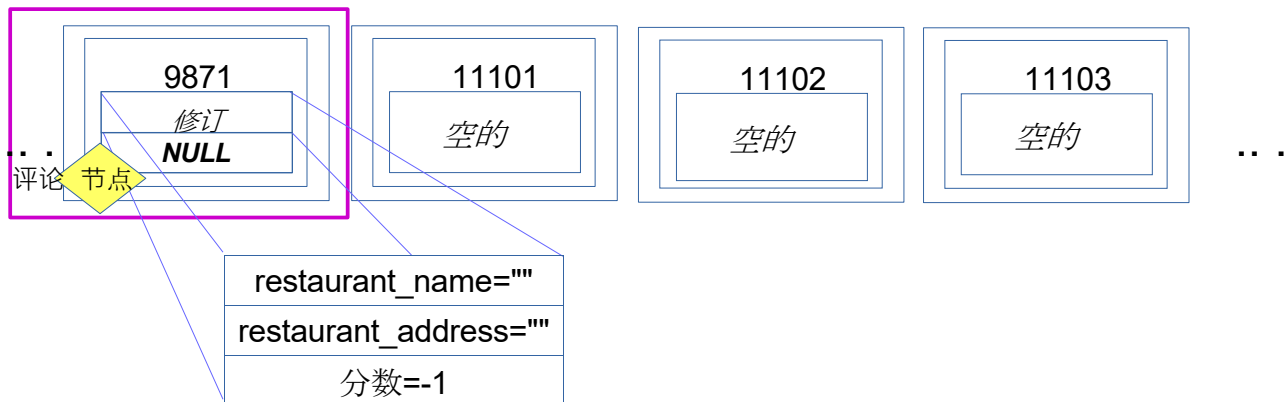 9871
11101
11102
11103
修订
空的
空的
空的
NULL
.. .
.. .
评论
节点
restaurant_name=""
restaurant_address=""
分数=-1